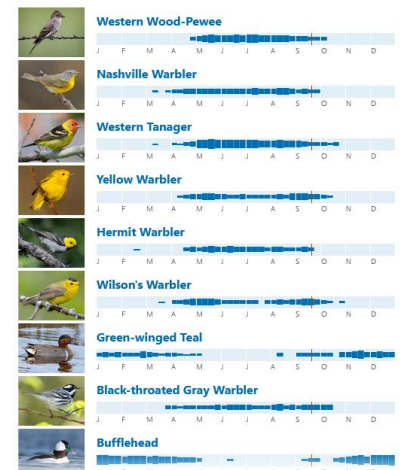 Western Wood-Pewee
J F M A M J J A S O N D
Nashville Warbler
J F M A M J J A S O N D
Western Tanager
J F M A M J J A S O N D
Yellow Warbler
J F M A M J J A S O N D
Hermit Warbler
J F M A M J J A S O N D
Wilson's Warbler
J F M A M J J A S O N D
Green-winged Teal
J F M A M J J A S O N D
Black-throated Gray Warbler
J F M A M J J A S O N D
Bufflehead